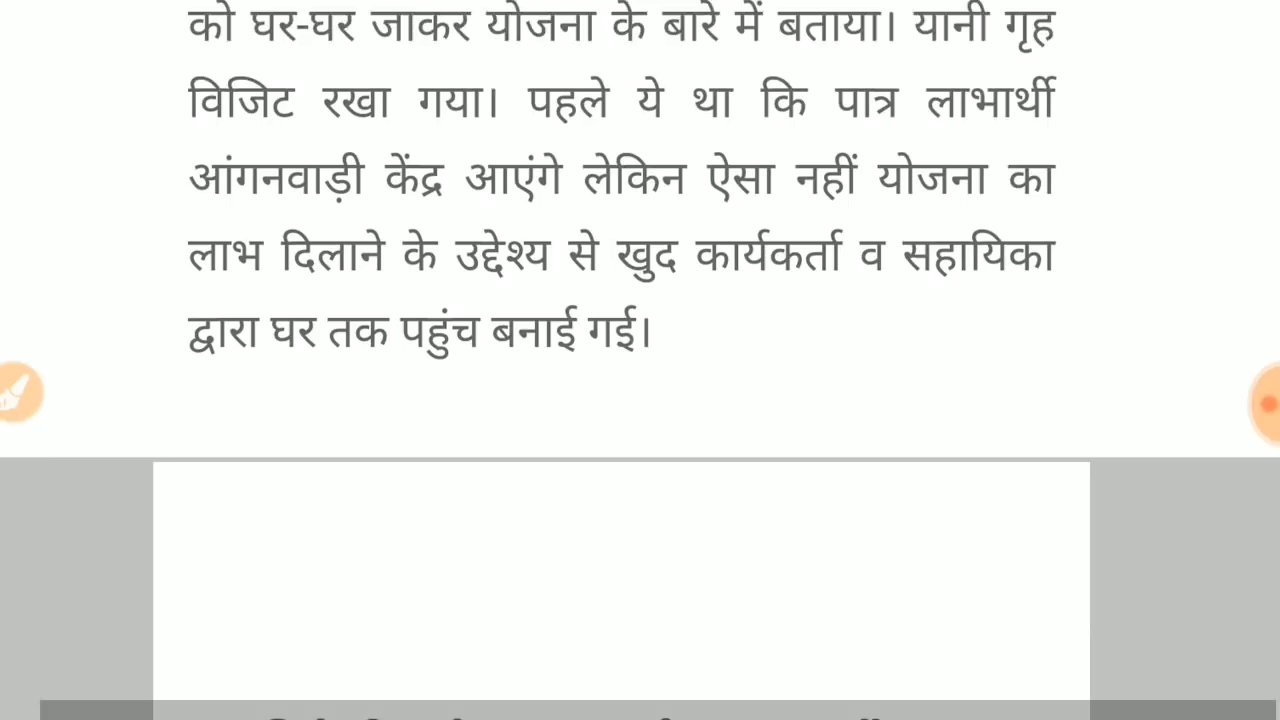 को घर-घर जाकर योजना के बारे में बताया। यानी गृह
विजिट रखा गया। पहले ये था कि पात्र लाभार्थी
आंगनवाड़ी केंद्र आएंगे लेकिन ऐसा नहीं योजना का
लाभ दिलाने के उद्देश्य से खुद कार्यकर्ता व सहायिका
द्वारा घर तक पहुंच बनाई गई।